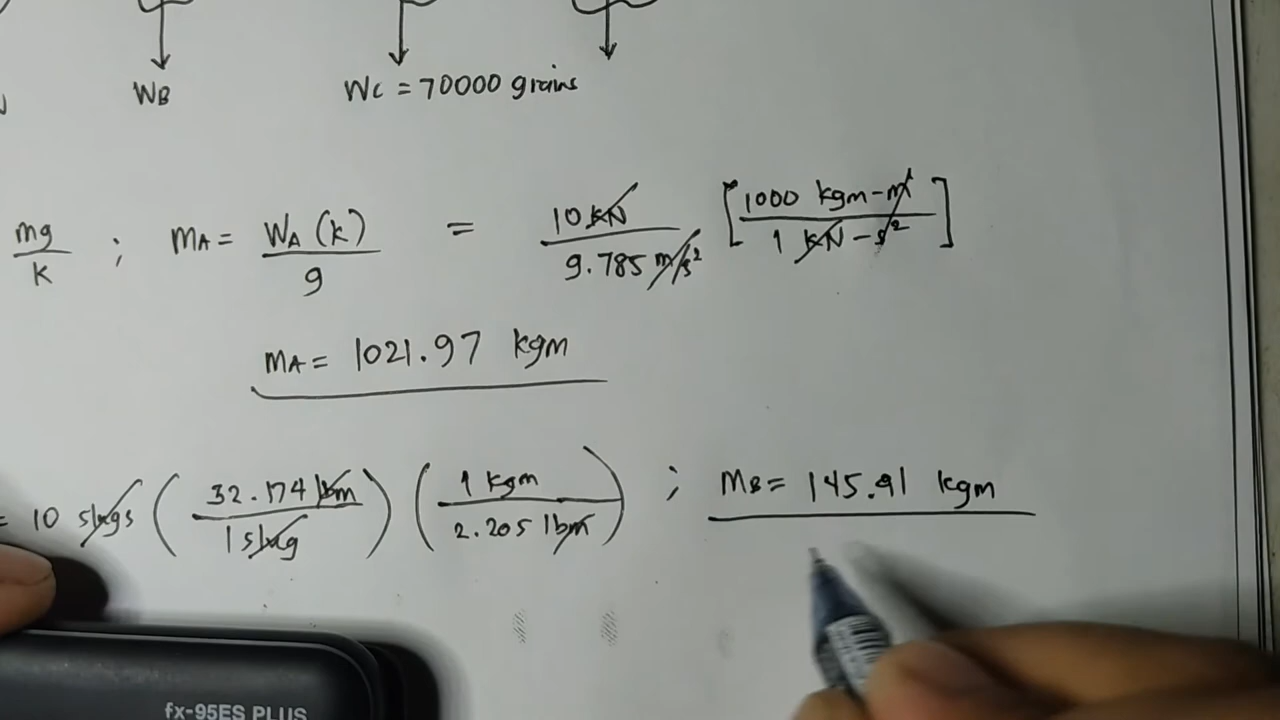 WB WC = 70000 grains
mg/k ; mA = WA (k)/g = 10 kN/9.785 m/s² [1000 kgm-m/1 kN-s²]
mA = 1021.97 kgm
= 10 slugs (32.174 lbm/1 slug) (1 kgm/2.205 lbm) ; mB = 145.91 kgm
fx-95ES PLUS